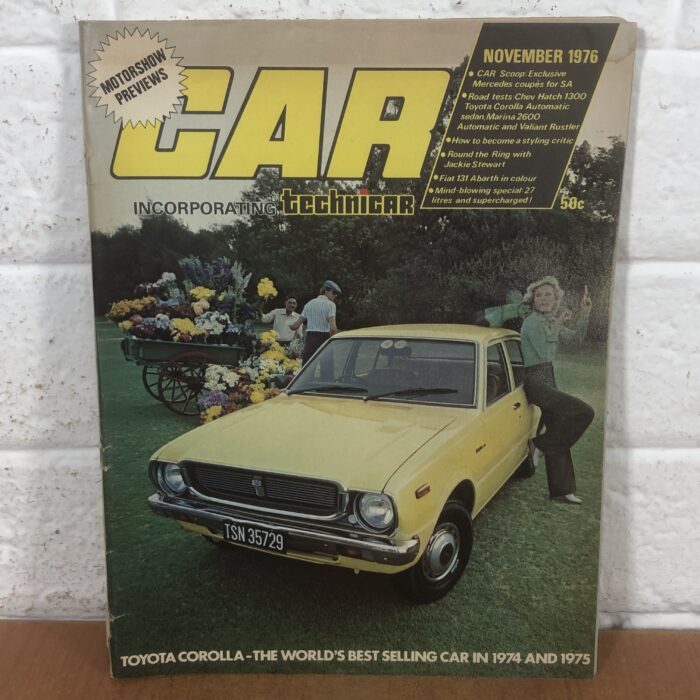 MOTORSHOW
PREVIEWS
CAR
INCORPORATING technicar
NOVEMBER 1976
• CAR Scoop: Exclusive
Mercedes coupés for SA
• Road tests: Chev Hatch 1300
Toyota Corolla Automatic
sedan, Marina 2600
Automatic and Valiant Rustler
• How to become a styling critic
• Round the Ring with
Jackie Stewart
• Fiat 131 Abarth in colour
• Mind-blowing special: 27
litres and supercharged!
50c
TSN 35729
TOYOTA COROLLA-THE WORLD'S BEST SELLING CAR IN 1974 AND 1975